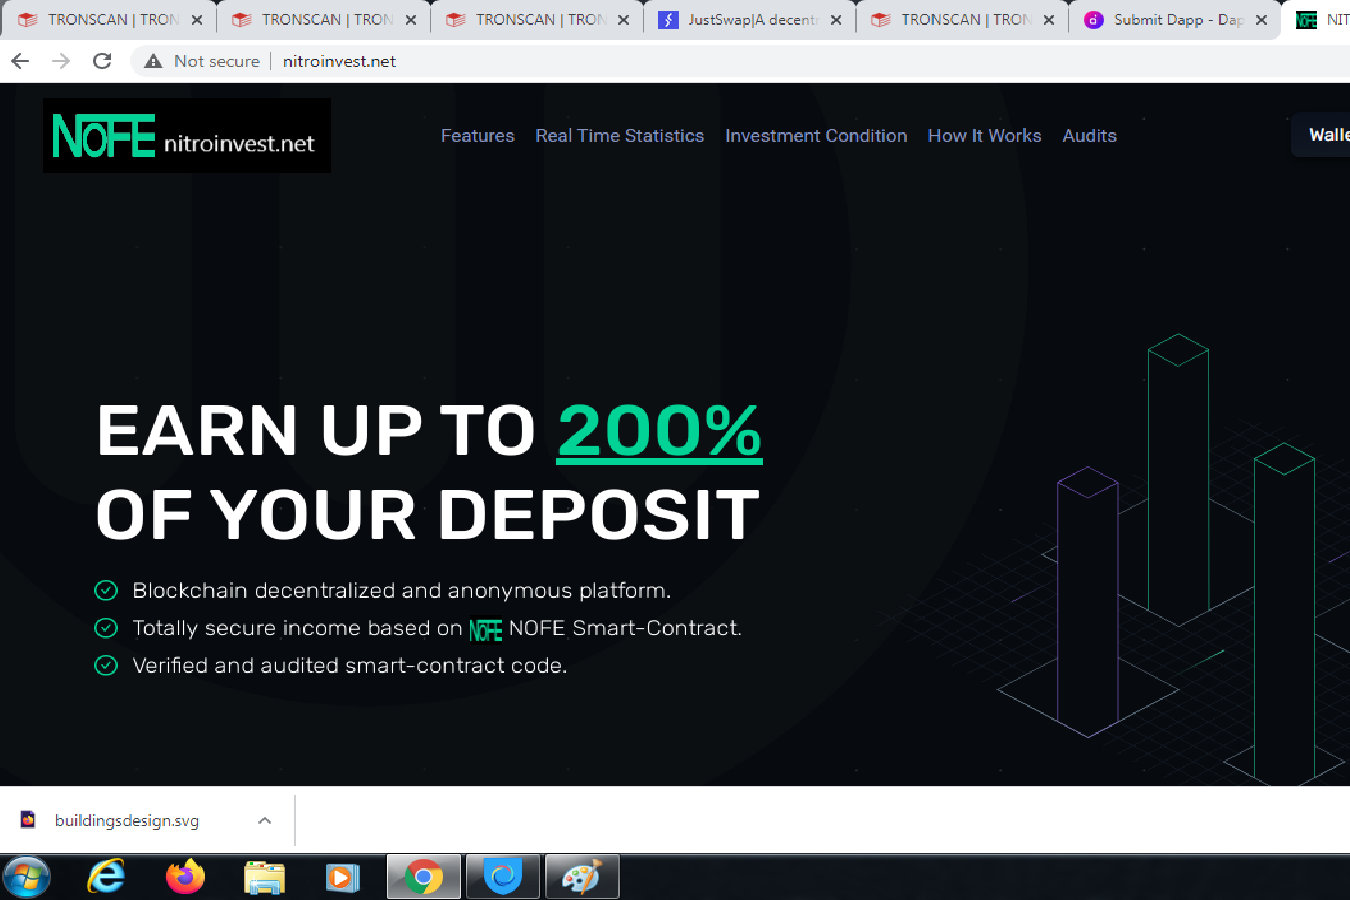 TRONSCAN | TRON
TRONSCAN | TRON
TRONSCAN | TRON
JustSwap|A decentr
TRONSCAN | TRON
Submit Dapp - Dap
NIT
Not secure
nitroinvest.net
NOFE nitroinvest.net
Features
Real Time Statistics
Investment Condition
How It Works
Audits
Walle
EARN UP TO 200%
OF YOUR DEPOSIT
Blockchain decentralized and anonymous platform.
Totally secure income based on NOFE NOFE Smart-Contract.
Verified and audited smart-contract code.
buildingsdesign.svg